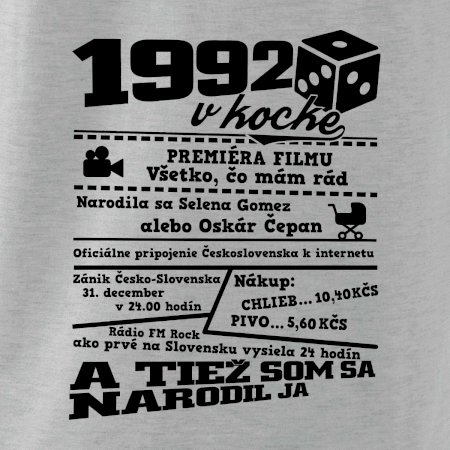 1992
v kocke
PREMIÉRA FILMU
Všetko, čo mám rád
Narodila sa Selena Gomez
alebo Oskár Čepan
Oficiálne pripojenie Československa k internetu
Zánik Česko-Slovenska
31. december
v 24.00 hodín
Nákup:
CHLIEB... 10,40KČS
PIVO... 5,60KČS
Rádio FM Rock
ako prvé na Slovensku vysiela 24 hodín
A TIEŽ SOM SA
NARODIL JA